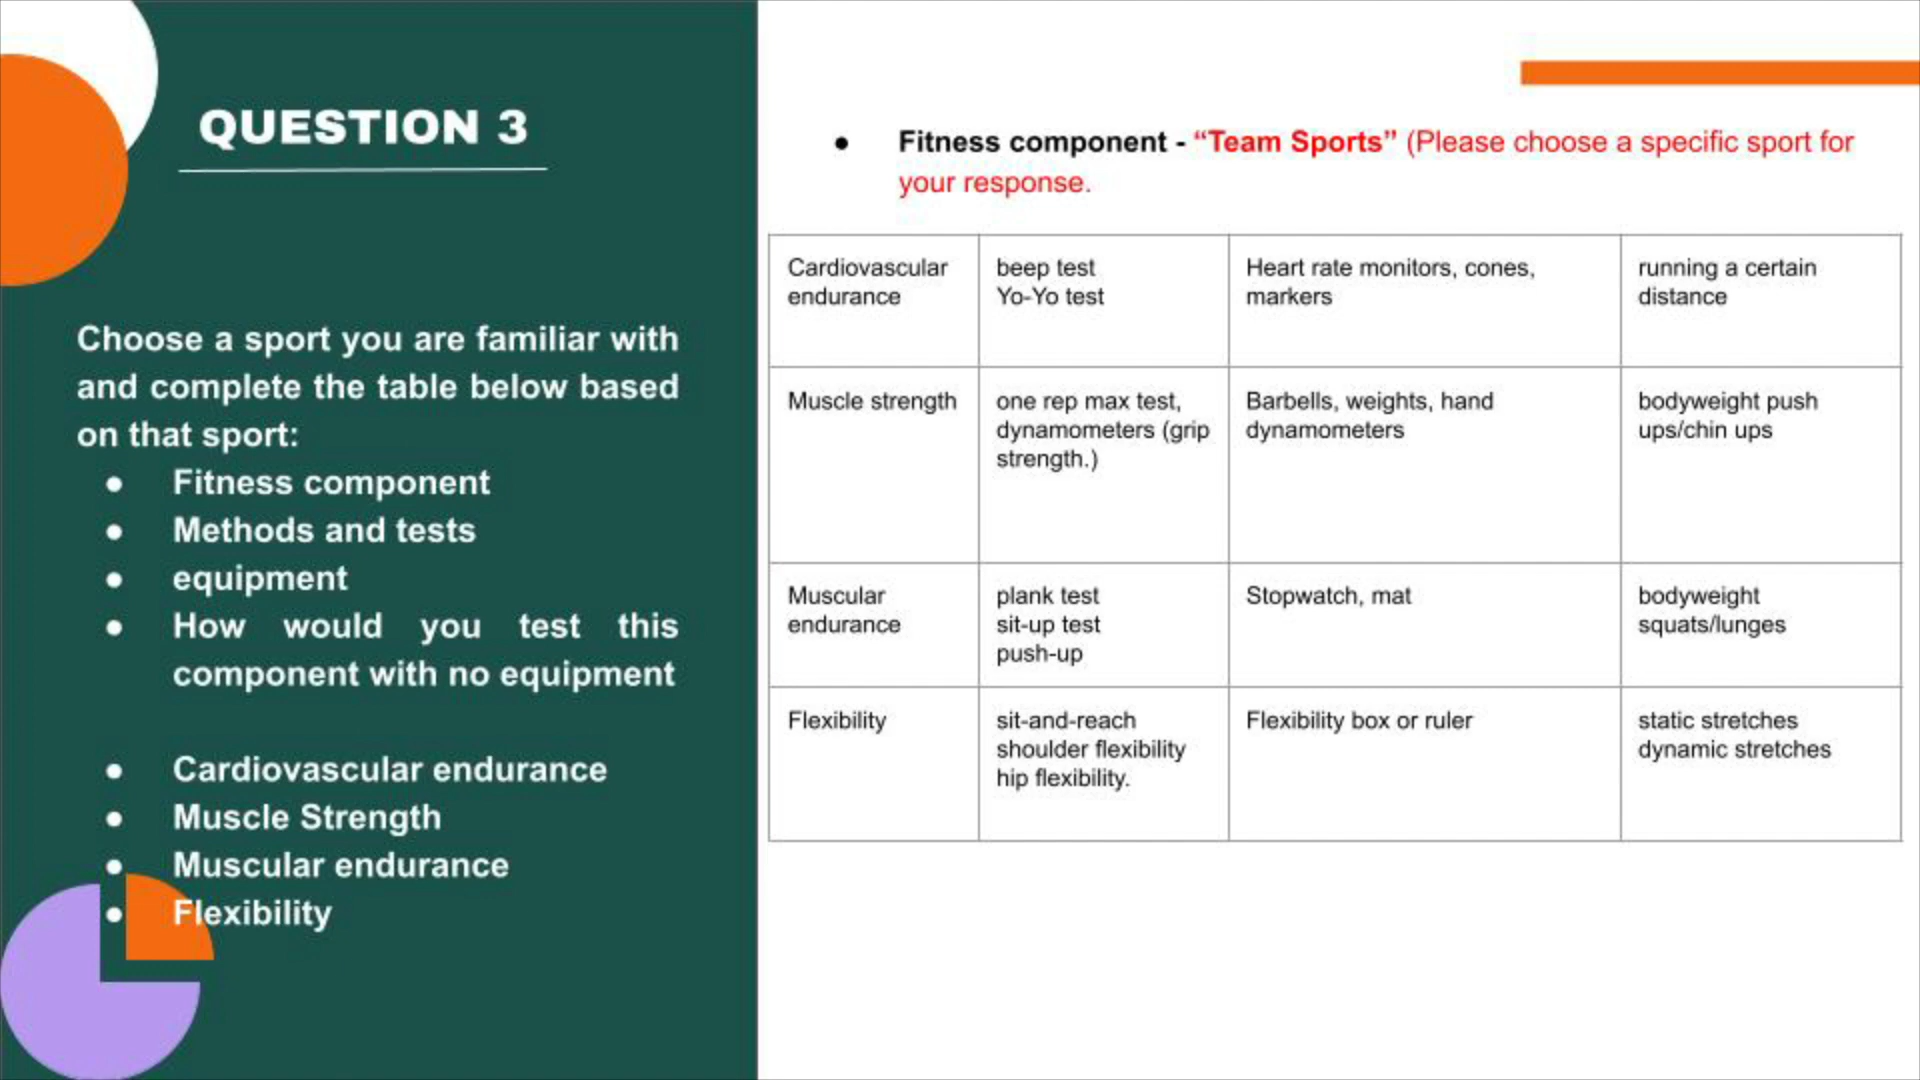 QUESTION 3
Choose a sport you are familiar with
and complete the table below based
on that sport:
● Fitness component
● Methods and tests
● equipment
● How would you test this
component with no equipment
● Cardiovascular endurance
● Muscle Strength
● Muscular endurance
● Flexibility
● Fitness component - “Team Sports” (Please choose a specific sport for
your response.
Cardiovascular
endurance
beep test
Yo-Yo test
Heart rate monitors, cones,
markers
running a certain
distance
Muscle strength
one rep max test,
dynamometers (grip
strength.)
Barbells, weights, hand
dynamometers
bodyweight push
ups/chin ups
Muscular
endurance
plank test
sit-up test
push-up
Stopwatch, mat
bodyweight
squats/lunges
Flexibility
sit-and-reach
shoulder flexibility
hip flexibility.
Flexibility box or ruler
static stretches
dynamic stretches